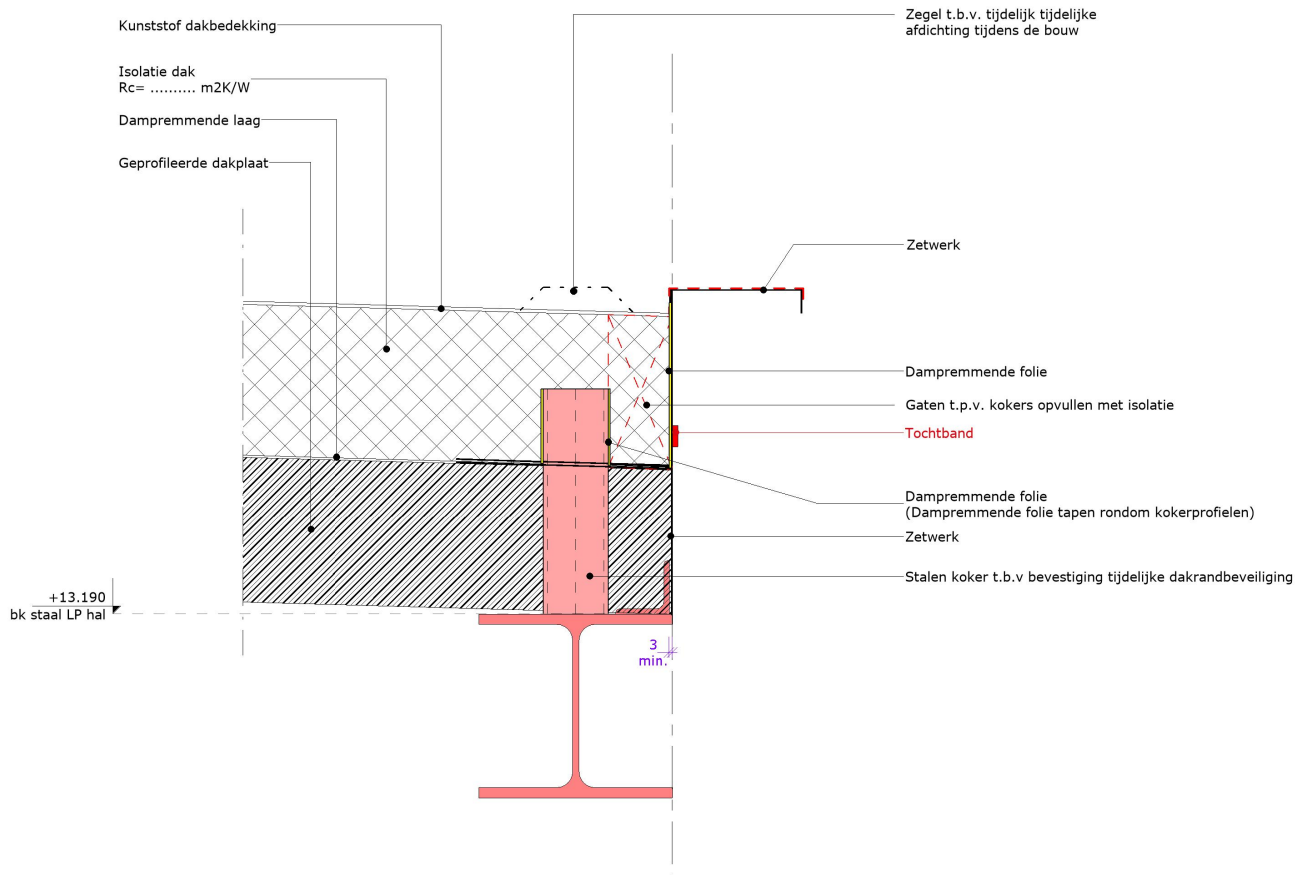 Kunststof dakbedekking
Isolatie dak
Rc= .......... m2K/W
Dampremmende laag
Geprofileerde dakplaat
+13.190
bk staal LP hal
Zegel t.b.v. tijdelijk tijdelijke
afdichting tijdens de bouw
Zetwerk
Dampremmende folie
Gaten t.p.v. kokers opvullen met isolatie
Tochtband
Dampremmende folie
(Dampremmende folie tapen rondom kokerprofielen)
Zetwerk
Stalen koker t.b.v bevestiging tijdelijke dakrandbeveiliging
3
min.